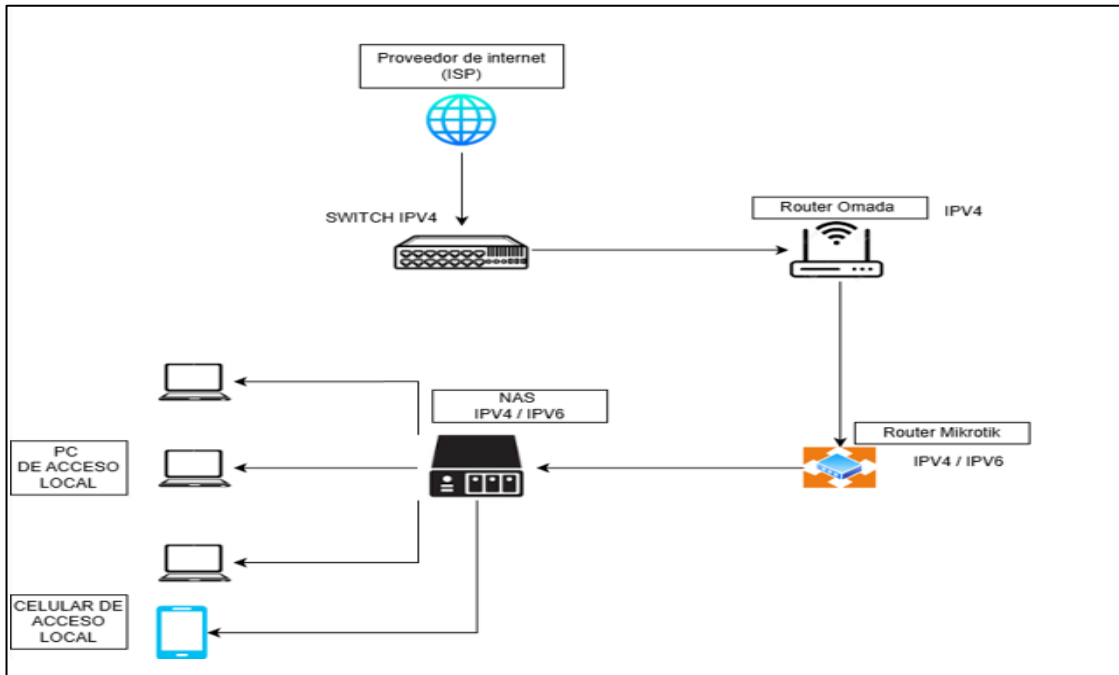 Proveedor de internet
(ISP)
SWITCH IPV4
Router Omada
IPV4
NAS
IPV4 / IPV6
Router Mikrotik
IPV4 / IPV6
PC
DE ACCESO
LOCAL
CELULAR DE
ACCESO
LOCAL